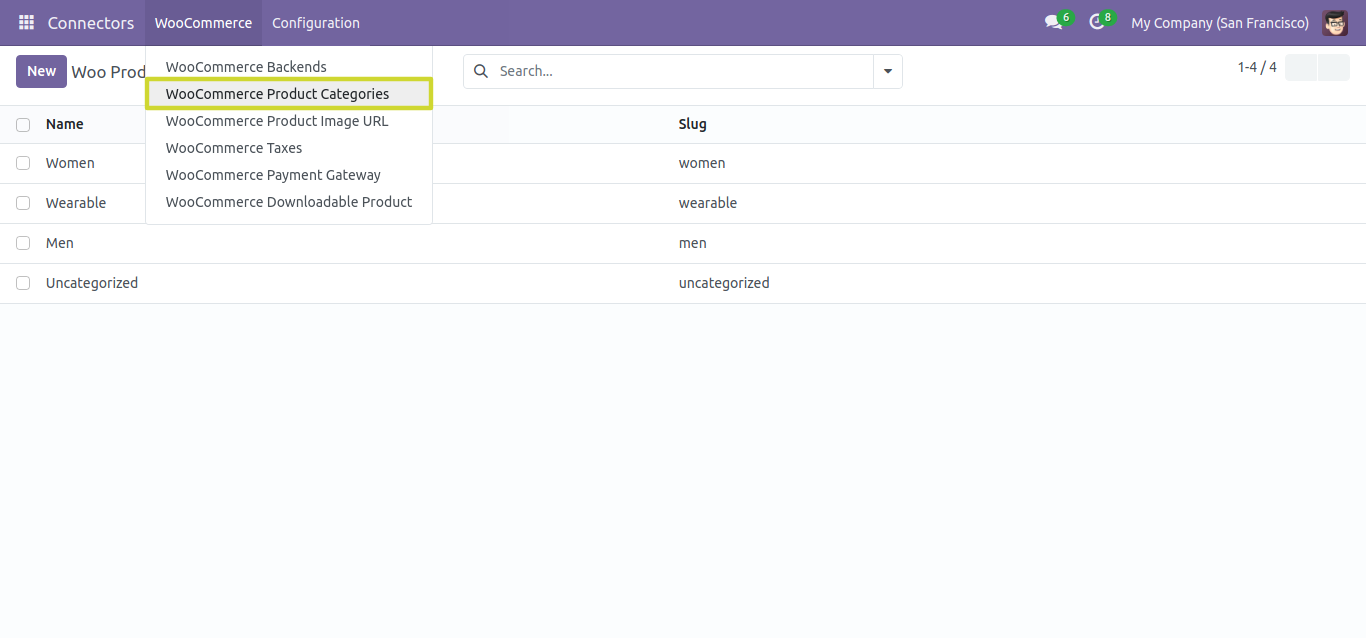 Connectors WooCommerce Configuration 6 8 My Company (San Francisco)
New Woo Prod Search... 1-4 / 4
WooCommerce Backends
WooCommerce Product Categories
WooCommerce Product Image URL
WooCommerce Taxes
WooCommerce Payment Gateway
WooCommerce Downloadable Product
Name Slug
Women women
Wearable wearable
Men men
Uncategorized uncategorized